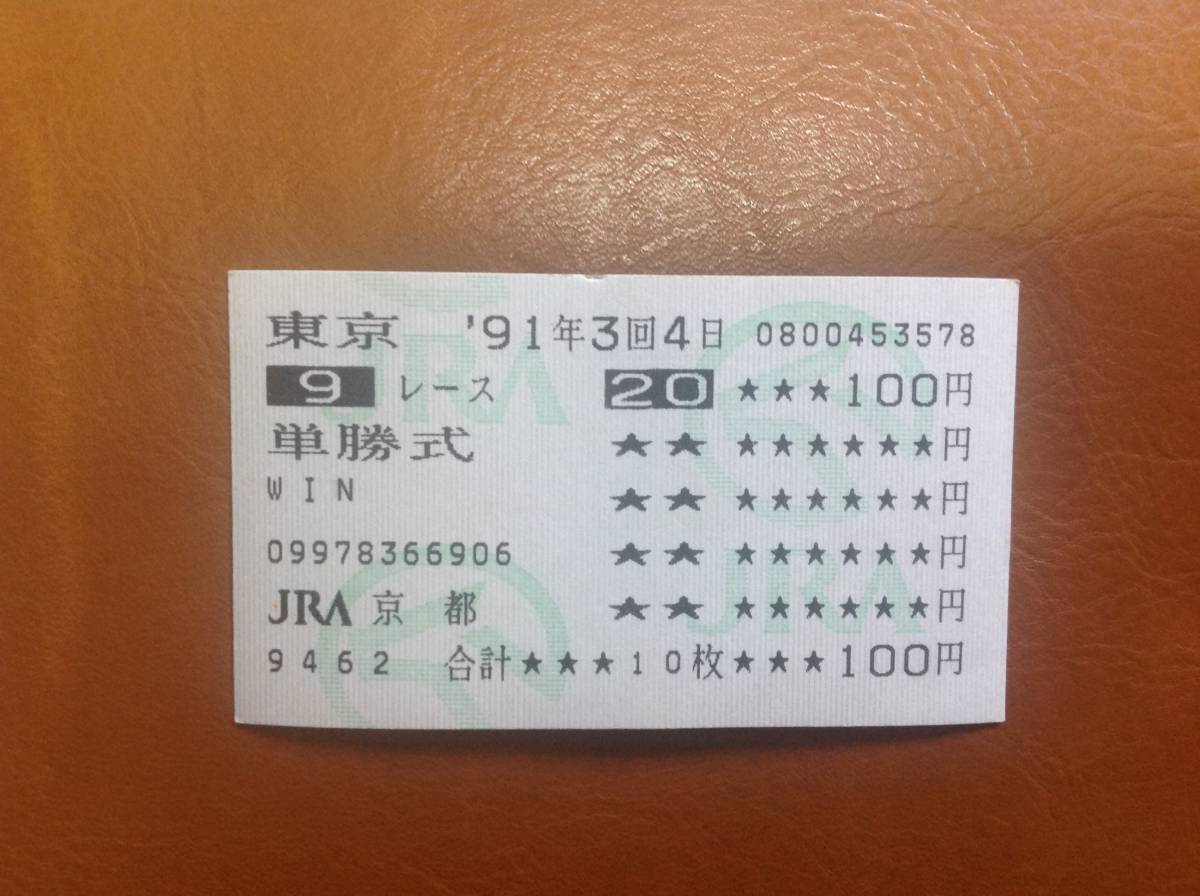 東京 '91年3回4日 0800453578
9 レース 20 ★★★100円
単勝式 ★★ ★★★★★★円
WIN ★★ ★★★★★★円
09978366906 ★★ ★★★★★★円
JRA 京都 ★★ ★★★★★★円
9462 合計★★★10枚★★★100円
JRA
JRA